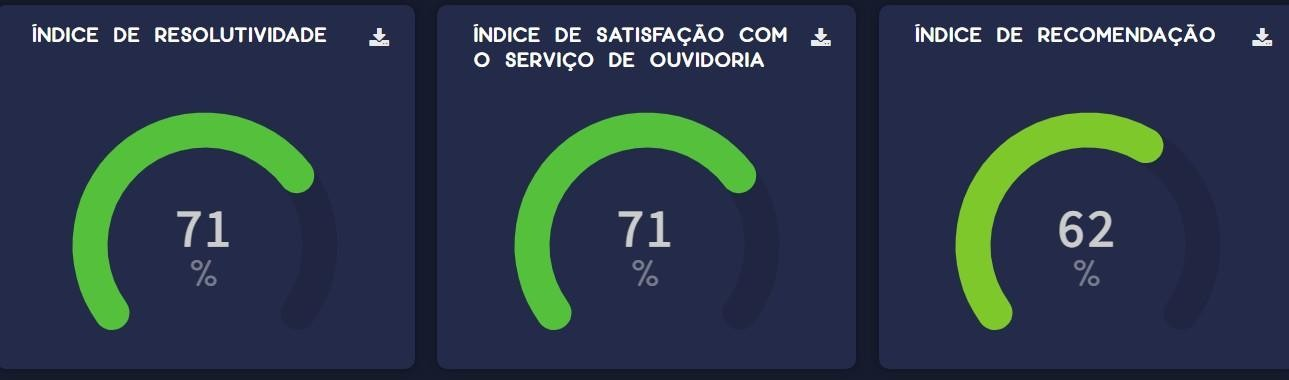 ÍNDICE DE RESOLUTIVIDADE
71
%
ÍNDICE DE SATISFAÇÃO COM
O SERVIÇO DE OUVIDORIA
71
%
ÍNDICE DE RECOMENDAÇÃO
62
%